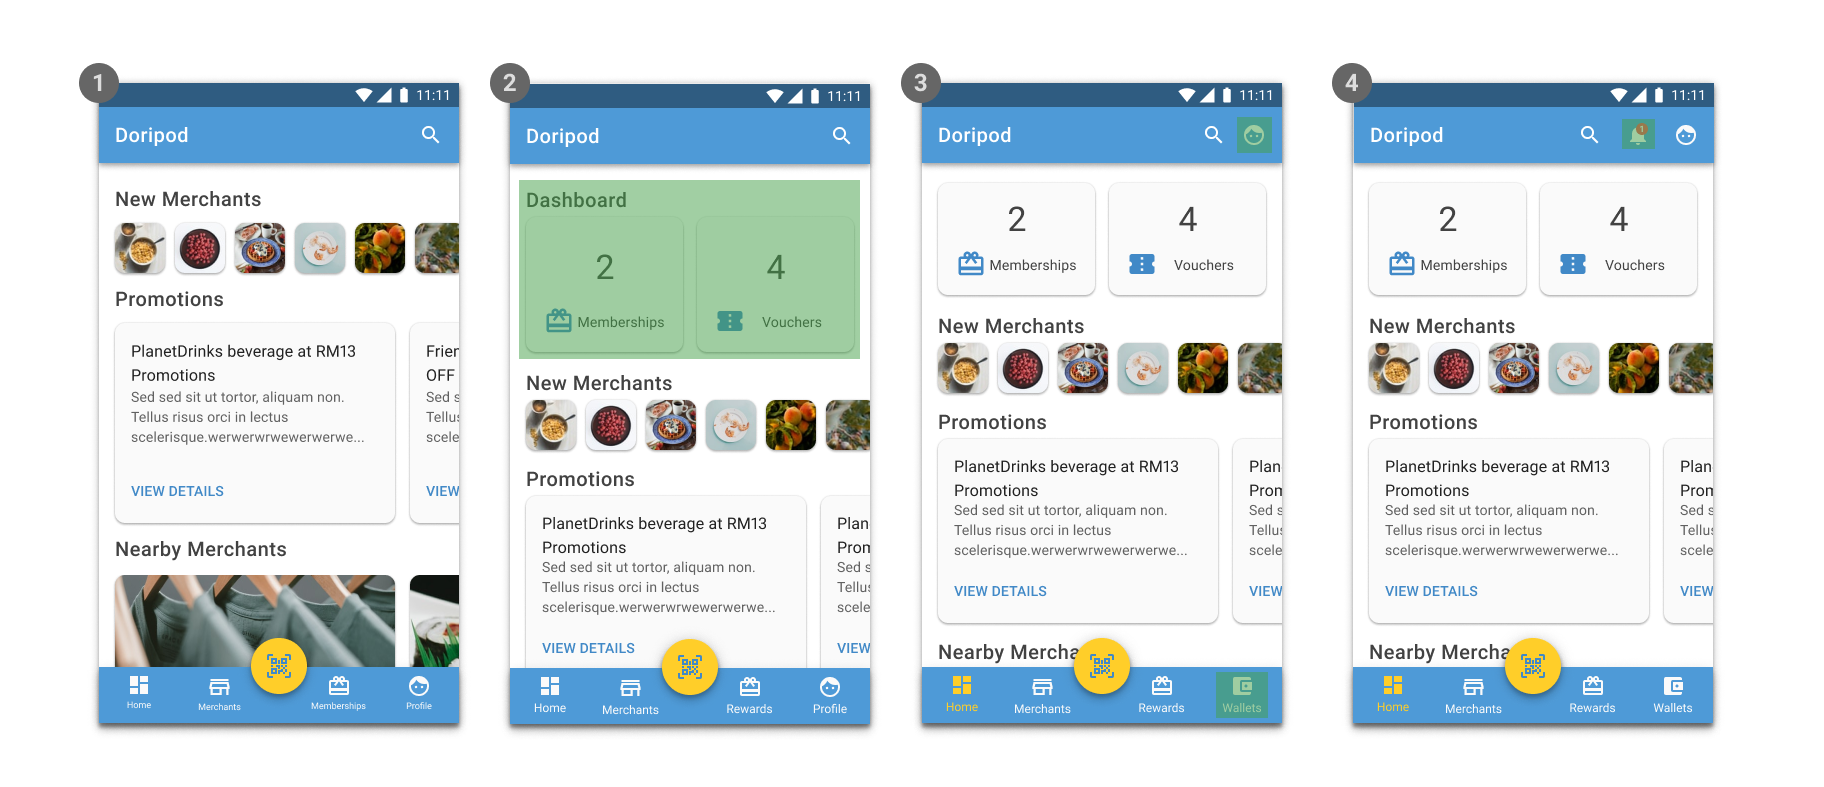 1
11:11
Doripod
New Merchants
Promotions
PlanetDrinks beverage at RM13
Promotions
Sed sed sit ut tortor, aliquam non.
Tellus risus orci in lectus
scelerisque.werwerwrwewerwerwe...
VIEW DETAILS
Frien
OFF
Sed s
Tellu
scele
VIEW
Nearby Merchants
Home
Merchants
Memberships
Profile
2
11:11
Doripod
Dashboard
2
Memberships
4
Vouchers
New Merchants
Promotions
PlanetDrinks beverage at RM13
Promotions
Sed sed sit ut tortor, aliquam non.
Tellus risus orci in lectus
scelerisque.werwerwrwewerwerwe...
VIEW DETAILS
Plan
Prom
Sed s
Tellu
scele
VIEW
Home
Merchants
Rewards
Profile
3
11:11
Doripod
2
Memberships
4
Vouchers
New Merchants
Promotions
PlanetDrinks beverage at RM13
Promotions
Sed sed sit ut tortor, aliquam non.
Tellus risus orci in lectus
scelerisque.werwerwrwewerwerwe...
VIEW DETAILS
Plan
Prom
Sed s
Tellu
scele
VIEW
Nearby Mercha
Home
Merchants
Rewards
Wallets
4
11:11
Doripod
1
2
Memberships
4
Vouchers
New Merchants
Promotions
PlanetDrinks beverage at RM13
Promotions
Sed sed sit ut tortor, aliquam non.
Tellus risus orci in lectus
scelerisque.werwerwrwewerwerwe...
VIEW DETAILS
Plan
Prom
Sed s
Tellu
scele
VIEW
Nearby Mercha
Home
Merchants
Rewards
Wallets